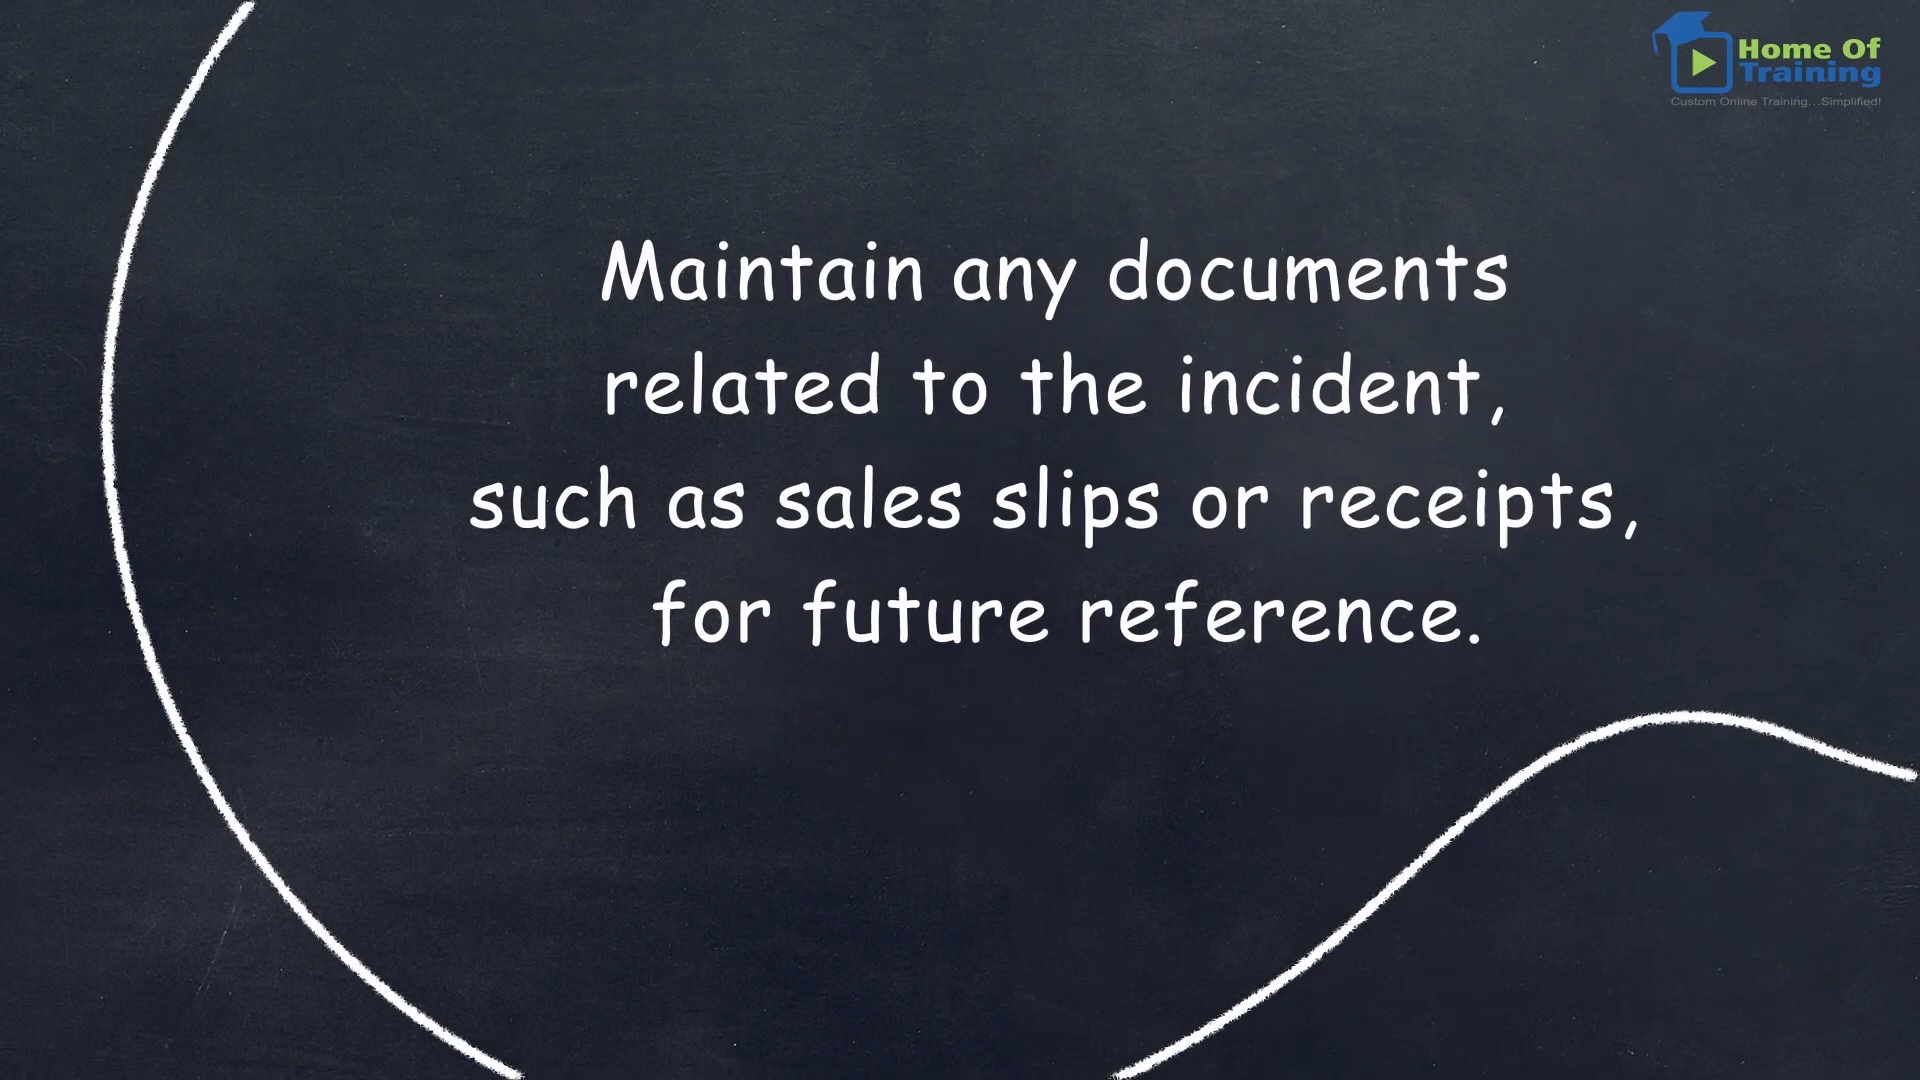 Home Of
Training
Custom Online Training...Simplified!
Maintain any documents
related to the incident,
such as sales slips or receipts,
for future reference.